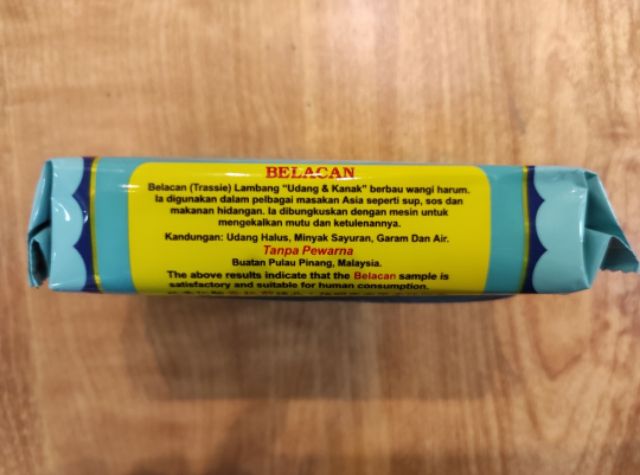 BELACAN
Belacan (Trassie) Lambang "Udang & Kanak" berbau wangi harum.
Ia digunakan dalam pelbagai masakan Asia seperti sup, sos dan
makanan hidangan. Ia dibungkuskan dengan mesin untuk
mengekalkan mutu dan ketulenannya.
Kandungan: Udang Halus, Minyak Sayuran, Garam Dan Air.
Tanpa Pewarna
Buatan Pulau Pinang, Malaysia.
The above results indicate that the Belacan sample is
satisfactory and suitable for human consumption.